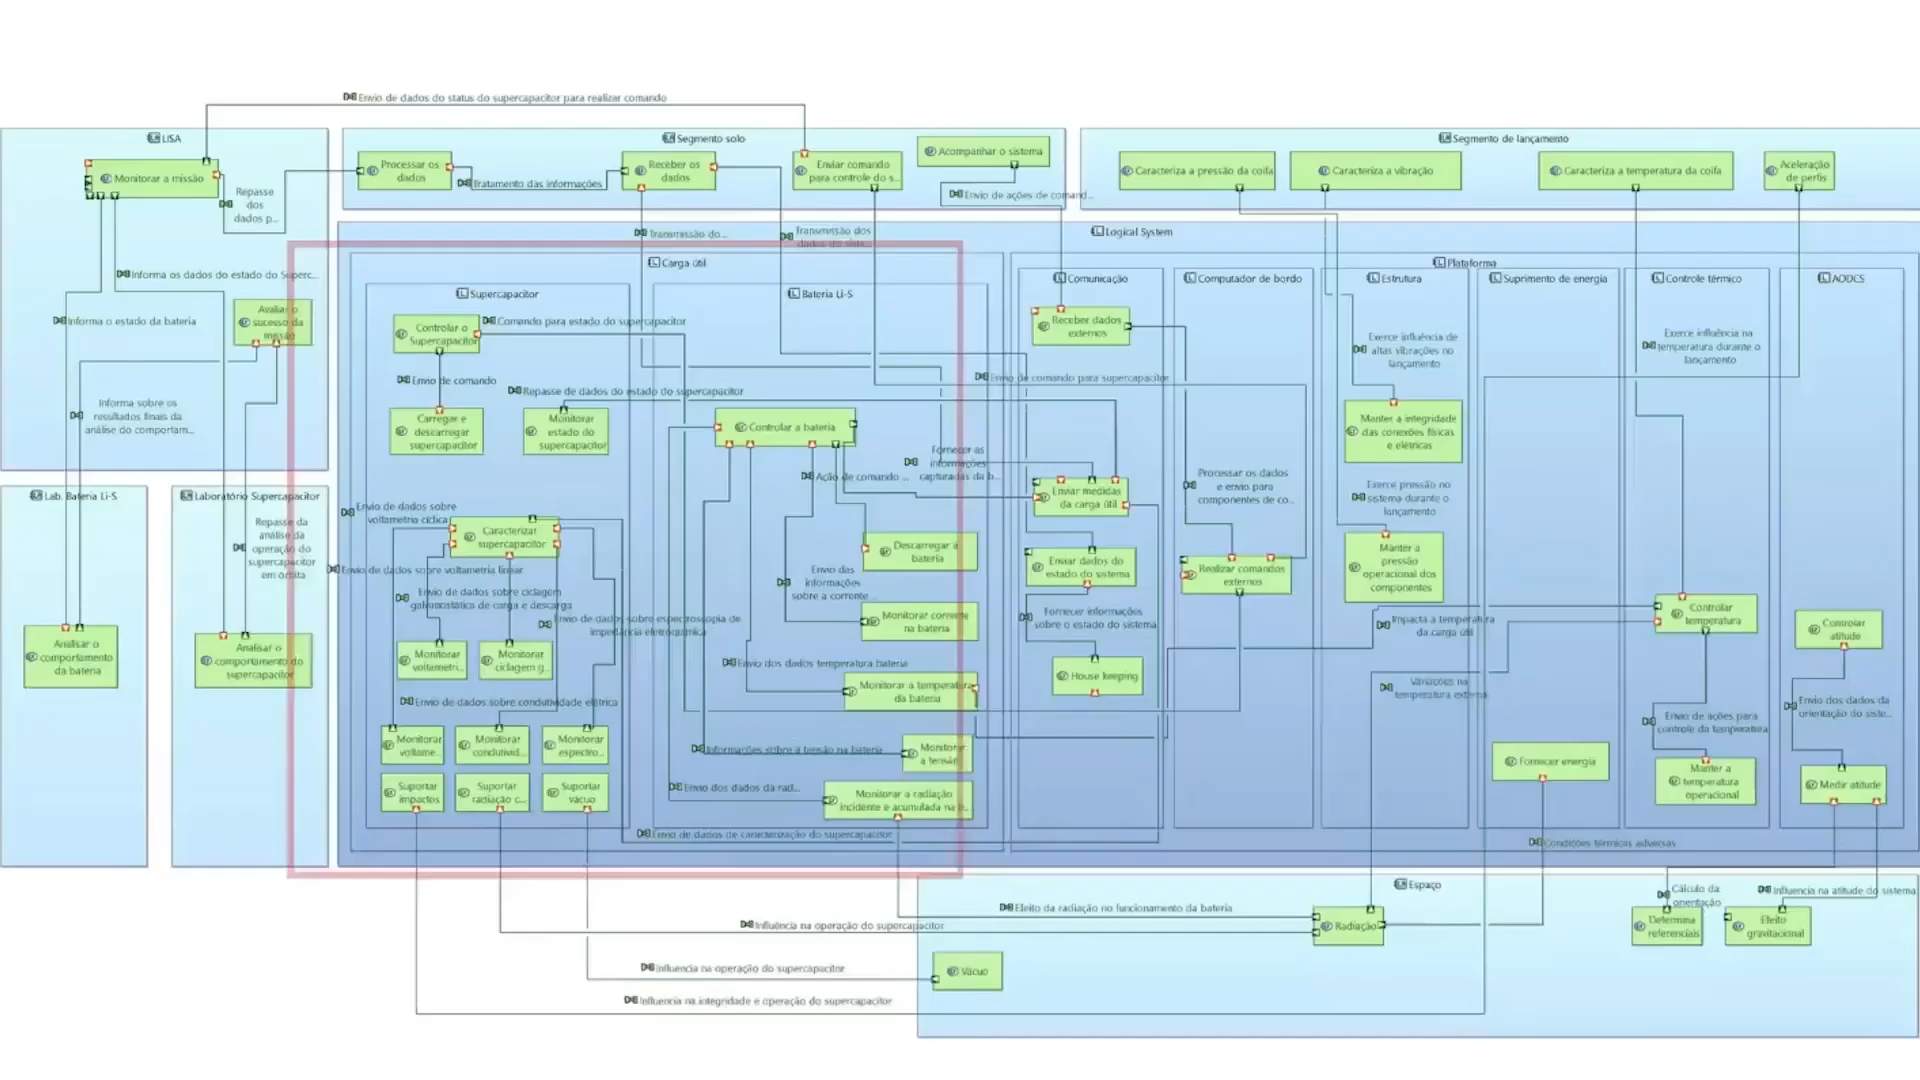 Envio de dados do status do supercapacitor para realizar comando
LISA
Monitorar a missão
Repasse
dos
dados p...
Informa os dados do estado do Superc...
Informa o estado da bateria
Avaliar o
sucesso da
missão
Informa sobre os
resultados finais da
análise do comportam...
Segmento solo
Processar os
dados
Tratamento das informações
Receber os
dados
Enviar comando
para controle do s...
Acompanhar o sistema
Envio de ações de comand...
Transmissão do...
Transmissão dos
Segmento de lançamento
Caracteriza a pressão da coifa
Caracteriza a vibração
Caracteriza a temperatura da coifa
Aceleração
de perfis
Lab. Bateria Li-S
Analisar o
comportamento
da bateria
Laboratório Supercapacitor
Repasse da
análise da
operação do
supercapacitor
em órbita
Analisar o
comportamento do
supercapacitor
Logical System
Carga útil
Supercapacitor
Controlar o
Supercapacitor
Comando para estado do supercapacitor
Envio de comando
Repasse de dados do estado do supercapacitor
Carregar e
descarregar
supercapacitor
Monitorar
estado do
supercapacitor
Envio de dados sobre
voltametria cíclica
Caracterizar
supercapacitor
Envio de dados sobre voltametria linear
Envio de dados sobre ciclagem
galvanostática de carga e descarga
Envio de dados sobre espectroscopia de
impedância eletroquímica
Monitorar
voltametri...
Monitorar
ciclagem g...
Envio de dados sobre condutividade elétrica
Monitorar
voltame...
Monitorar
condutivid...
Monitorar
espectro...
Suportar
impactos
Suportar
radiação c...
Suportar
vácuo
Bateria Li-S
Controlar a bateria
Ação de comando ...
Fornecer as
informações
capturadas da b...
Descarregar a
bateria
Envio das
informações
sobre a corrente ...
Monitorar corrente
na bateria
Envio dos dados temperatura bateria
Monitorar a temperatura
da bateria
Informações sobre a tensão na bateria
Monitorar
a tensão
Envio dos dados da rad...
Monitorar a radiação
incidente e acumulada na b...
Envio de dados de caracterização do supercapacitor
Plataforma
Comunicação
Receber dados
externos
Envio de comando para supercapacitor
Enviar medidas
da carga útil
Enviar dados do
estado do sistema
Fornecer informações
sobre o estado do sistema
House keeping
Computador de bordo
Processar os dados
e envio para
componentes de co...
Realizar comandos
externos
Estrutura
Exerce influência de
altas vibrações no
lançamento
Manter a integridade
das conexões físicas
e elétricas
Exerce pressão no
sistema durante o
lançamento
Manter a
pressão
operacional dos
componentes
Impacta a temperatura
da carga útil
Variações na
temperatura externa
Suprimento de energia
Fornecer energia
Controle térmico
Exerce influência na
temperatura durante o
lançamento
Controlar
temperatura
Envio de ações para
controle da temperatura
Manter a
temperatura
operacional
AODCS
Controlar
atitude
Envio dos dados da
orientação do siste...
Medir atitude
Condições térmicas adversas
Espaço
Efeito da radiação no funcionamento da bateria
Influência na operação do supercapacitor
Radiação
Cálculo da
orientação
Influencia na atitude do sistema
Determina
referenciais
Efeito
gravitacional
Influencia na operação do supercapacitor
Vácuo
Influencia na integridade e operação do supercapacitor